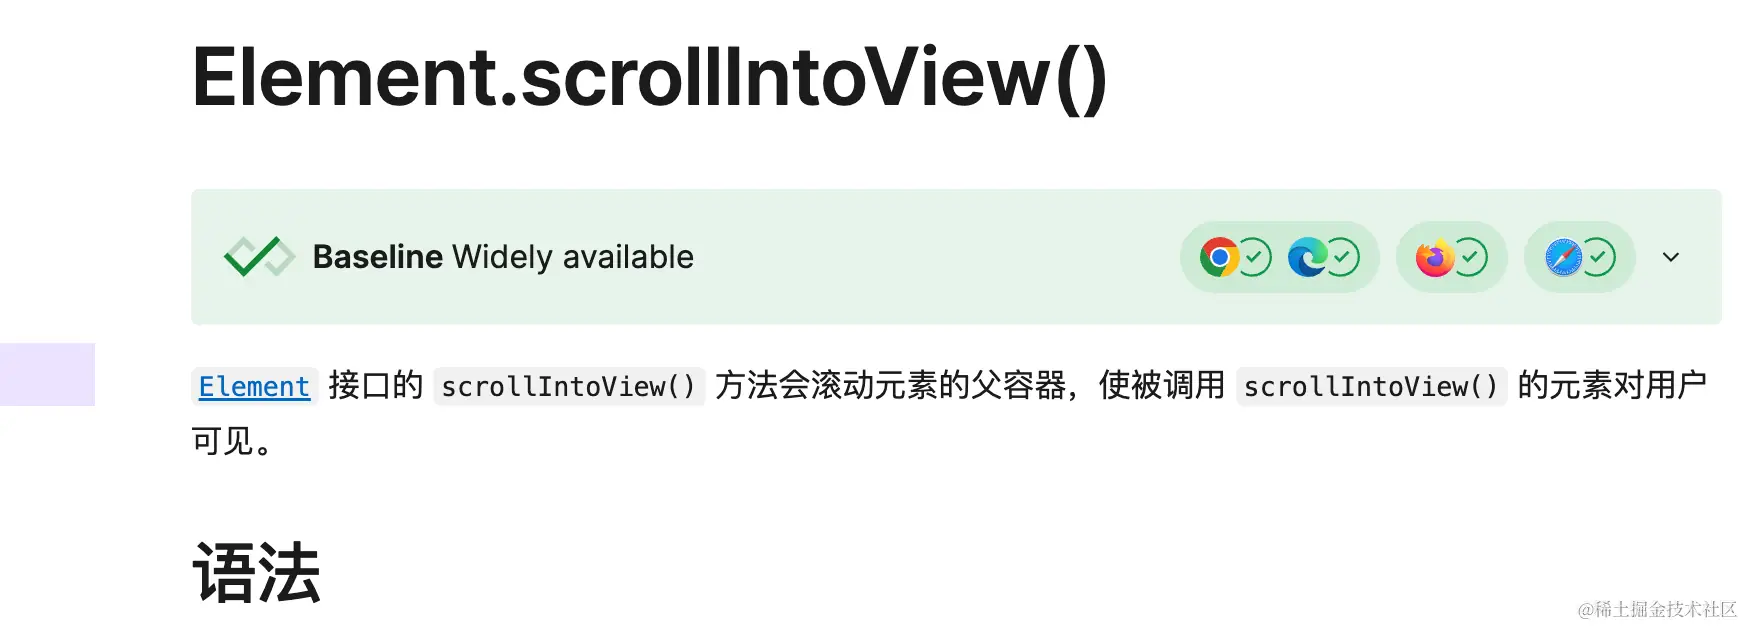 Element.scrollIntoView()
Baseline Widely available
Element 接口的 scrollIntoView() 方法会滚动元素的父容器，使被调用 scrollIntoView() 的元素对用户
可见。
语法
@稀土掘金技术社区